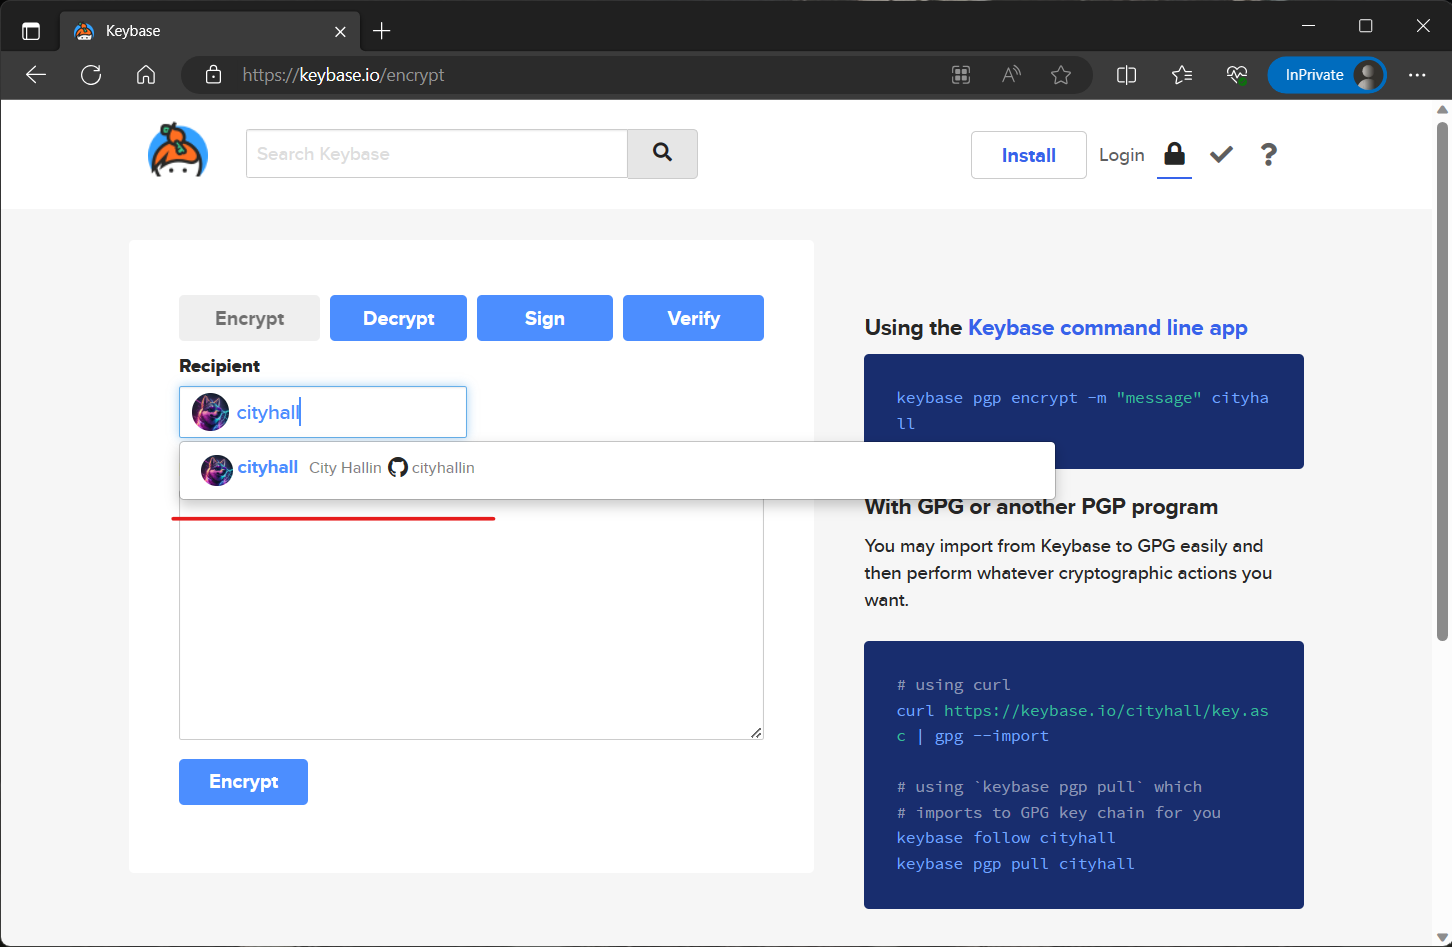 Keybase
https://keybase.io/encrypt
InPrivate
Search Keybase
Install
Login
Encrypt
Decrypt
Sign
Verify
Recipient
cityhall
cityhall City Hallin cityhallin
Encrypt
Using the Keybase command line app
keybase pgp encrypt -m "message" cityha
ll
With GPG or another PGP program
You may import from Keybase to GPG easily and
then perform whatever cryptographic actions you
want.
# using curl
curl https://keybase.io/cityhall/key.as
c | gpg --import
# using `keybase pgp pull` which
# imports to GPG key chain for you
keybase follow cityhall
keybase pgp pull cityhall